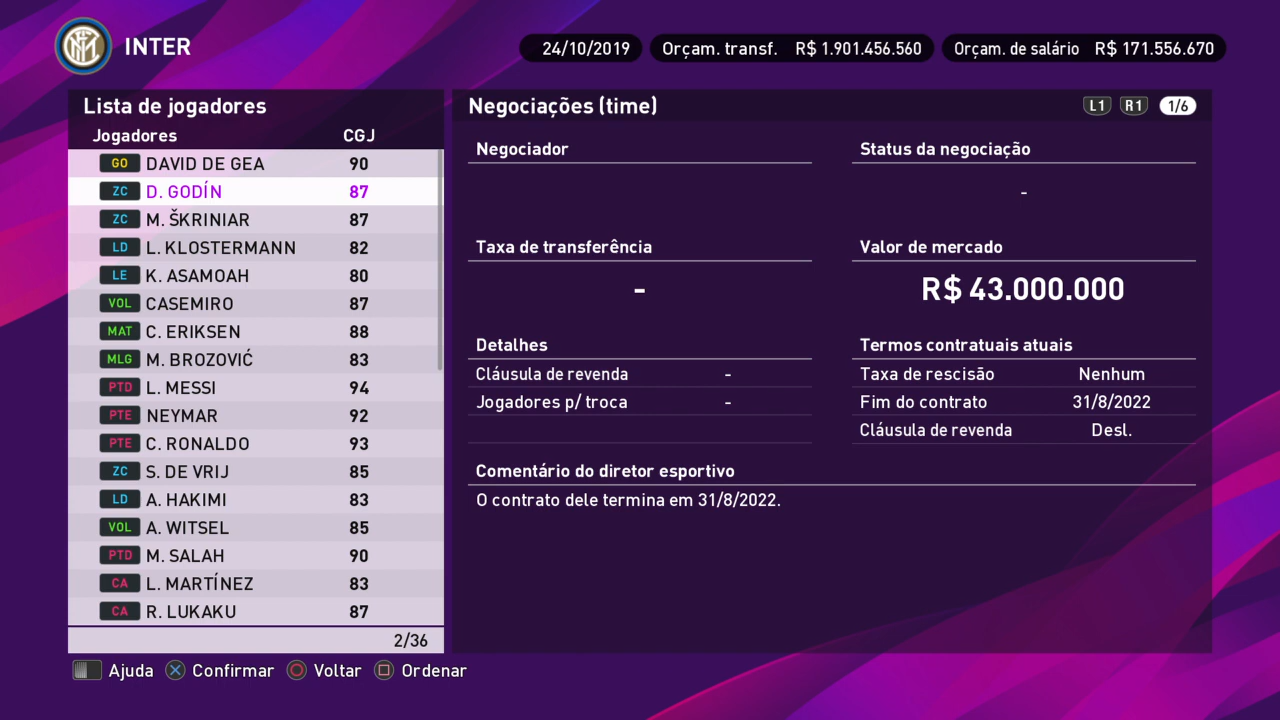 INTER
24/10/2019 Orçam. transf. R$ 1.901.456.560 Orçam. de salário R$ 171.556.670
Lista de jogadores
Jogadores CGJ
GO DAVID DE GEA 90
ZC D. GODÍN 87
ZC M. ŠKRINIAR 87
LD L. KLOSTERMANN 82
LE K. ASAMOAH 80
VOL CASEMIRO 87
MAT C. ERIKSEN 88
MLG M. BROZOVIĆ 83
PTD L. MESSI 94
PTE NEYMAR 92
PTE C. RONALDO 93
ZC S. DE VRIJ 85
LD A. HAKIMI 83
VOL A. WITSEL 85
PTD M. SALAH 90
CA L. MARTÍNEZ 83
CA R. LUKAKU 87
2/36
Negociações (time) L1 R1 1/6
Negociador Status da negociação
-
Taxa de transferência Valor de mercado
- R$ 43.000.000
Detalhes Termos contratuais atuais
Cláusula de revenda - Taxa de rescisão Nenhum
Jogadores p/ troca - Fim do contrato 31/8/2022
Cláusula de revenda Desl.
Comentário do diretor esportivo
O contrato dele termina em 31/8/2022.
Ajuda Confirmar Voltar Ordenar